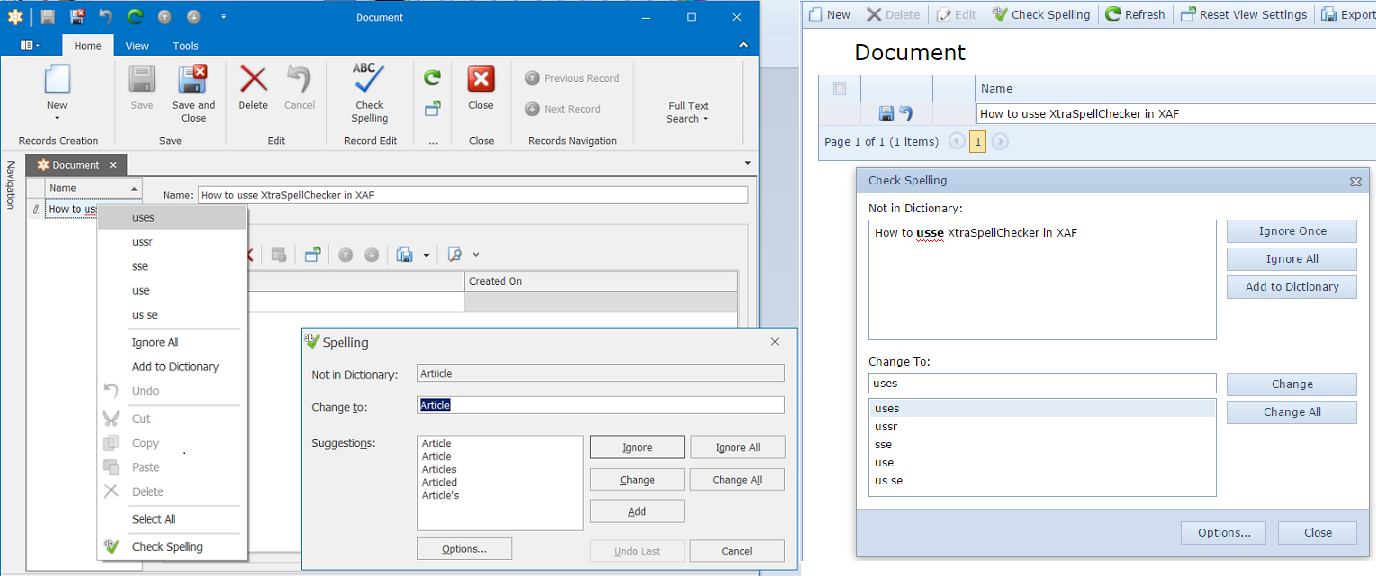 Document
Home View Tools
New
Save
Save and
Close
Delete
Cancel
ABC
Check
Spelling
Close
Previous Record
Next Record
Full Text
Search
Records Creation
Save
Edit
Record Edit
...
Close
Records Navigation
Navigation
Document
Name
Name: How to usse XtraSpellChecker in XAF
How to uss
Created On
uses
ussr
sse
use
us se
Ignore All
Add to Dictionary
Undo
Cut
Copy
Paste
Delete
Select All
Check Spelling
Spelling
Not in Dictionary: Artiicle
Change to: Article
Suggestions:
Article
Article
Articles
Articled
Article's
Ignore Ignore All
Change Change All
Add
Options... Undo Last Cancel
New Delete Edit Check Spelling Refresh Reset View Settings Export
Document
Name
How to usse XtraSpellChecker in XAF
Page 1 of 1 (1 items) 1
Check Spelling
Not in Dictionary:
How to usse XtraSpellChecker in XAF
Ignore Once
Ignore All
Add to Dictionary
Change To:
uses
Change
Change All
uses
ussr
sse
use
us se
Options... Close